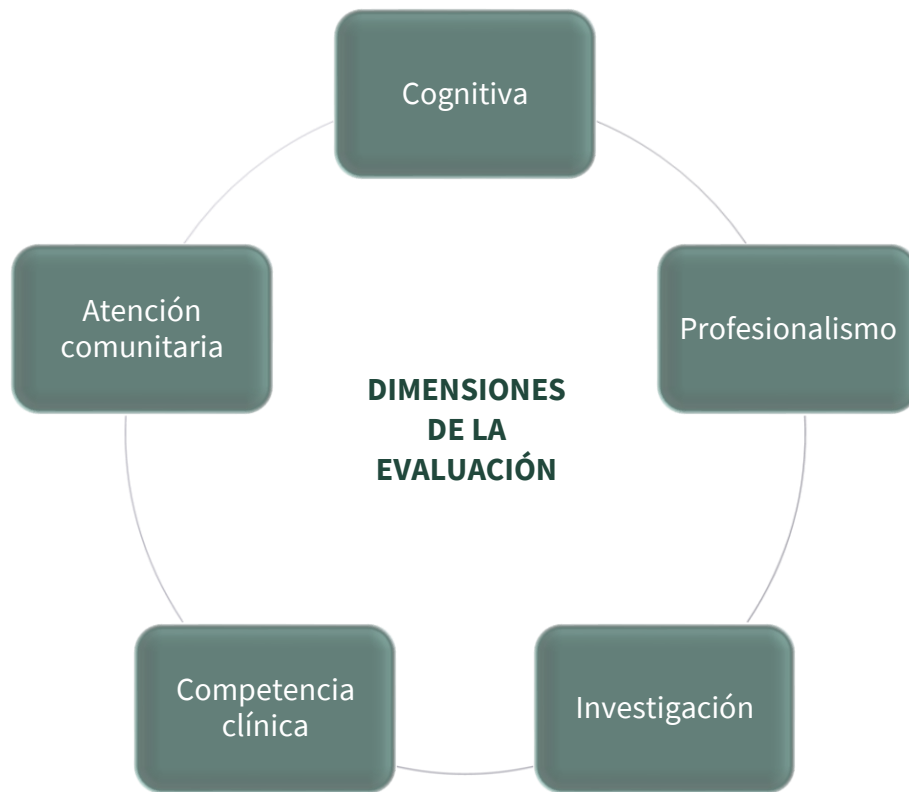 Cognitiva
Profesionalismo
Investigación
Competencia
clínica
Atención
comunitaria
DIMENSIONES
DE LA
EVALUACIÓN